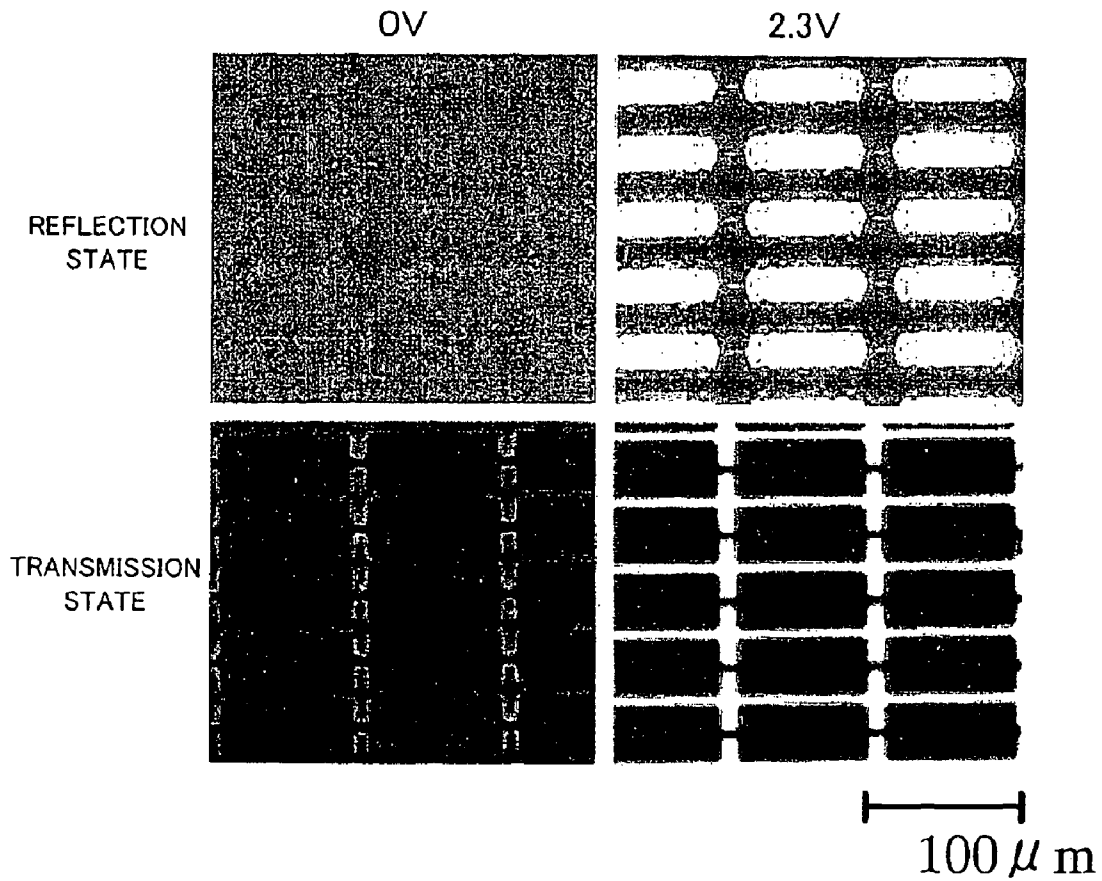 0V
2.3V
REFLECTION
STATE
TRANSMISSION
STATE
100 μ m